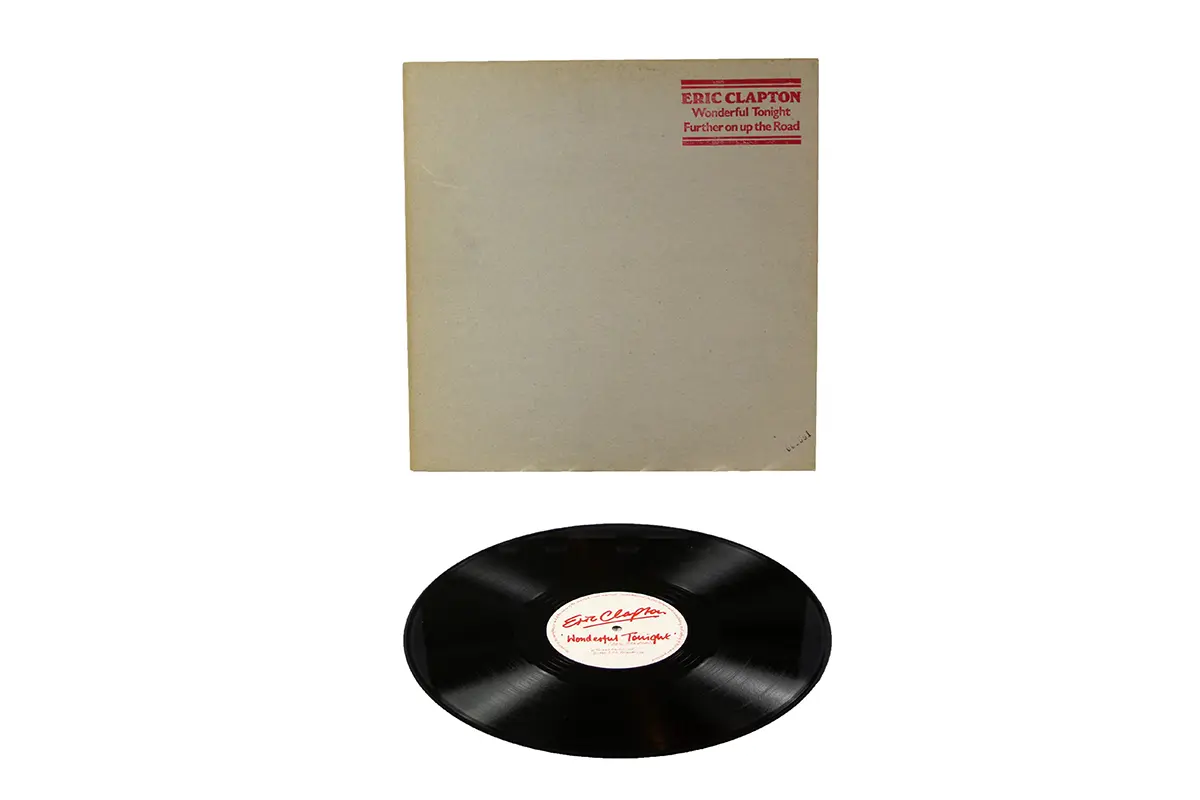 ERIC CLAPTON
Wonderful Tonight
Further on up the Road
Eric Clapton
'Wonderful Tonight'